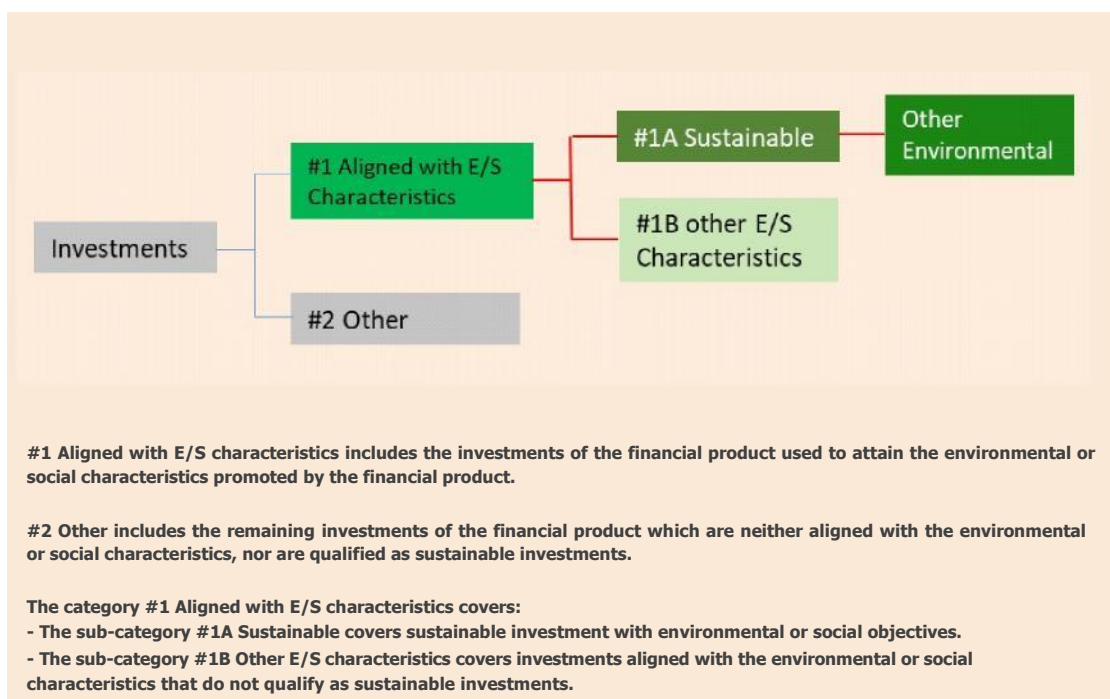 #1A Sustainable
Other
Environmental
#1 Aligned with E/S
Characteristics
#1B other E/S
Characteristics
Investments
#2 Other
#1 Aligned with E/S characteristics includes the investments of the financial product used to attain the environmental or
social characteristics promoted by the financial product.
#2 Other includes the remaining investments of the financial product which are neither aligned with the environmental
or social characteristics, nor are qualified as sustainable investments.
The category #1 Aligned with E/S characteristics covers:
- The sub-category #1A Sustainable covers sustainable investment with environmental or social objectives.
- The sub-category #1B Other E/S characteristics covers investments aligned with the environmental or social
characteristics that do not qualify as sustainable investments.